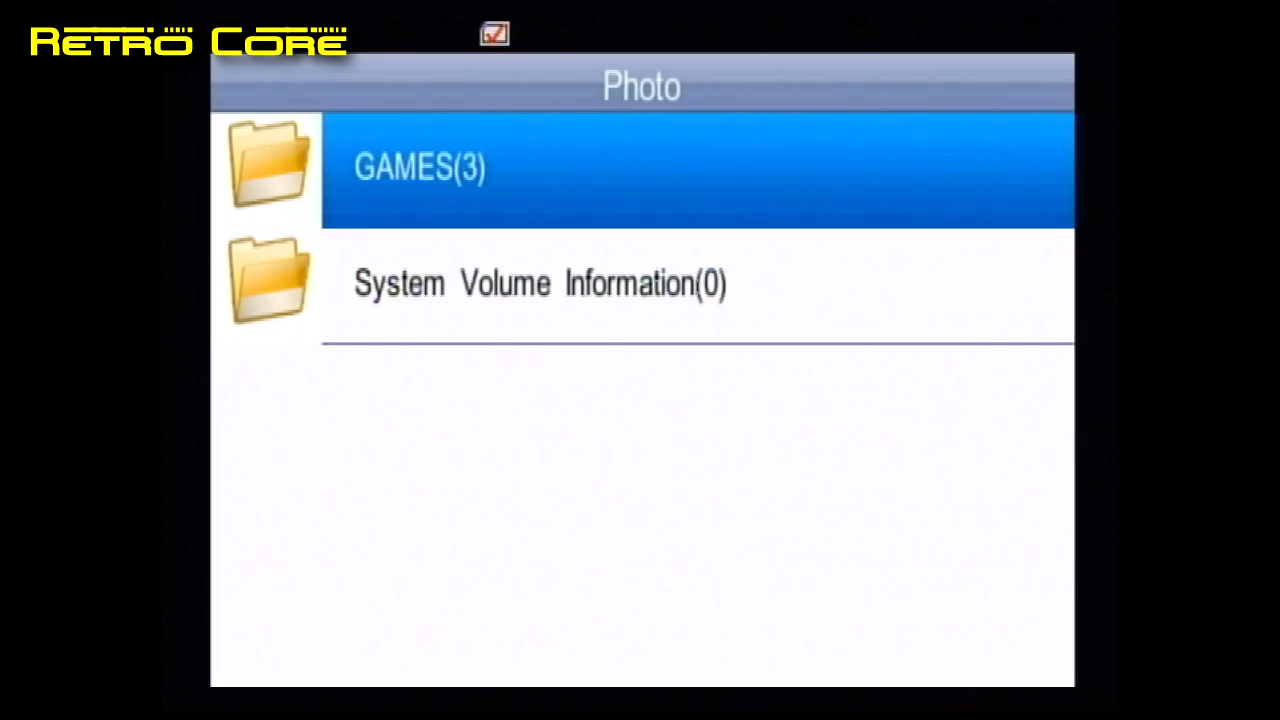 Retro Core
Photo
GAMES(3)
System Volume Information(0)